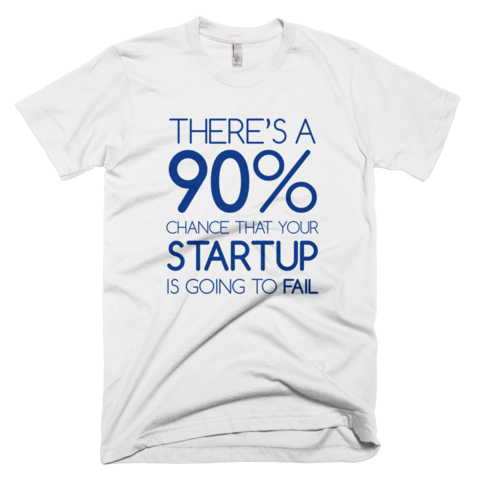 THERE'S A
90%
CHANCE THAT YOUR
STARTUP
IS GOING TO FAIL